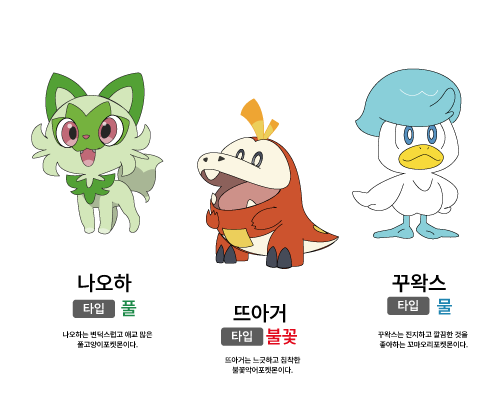 나오하
타입 풀
나오하는 변덕스럽고 애교 많은
풀고양이포켓몬이다.
뜨아거
타입 불꽃
뜨아거는 느긋하고 침착한
불꽃악어포켓몬이다.
꾸왁스
타입 물
꾸왁스는 진지하고 깔끔한 것을
좋아하는 꼬마오리포켓몬이다.